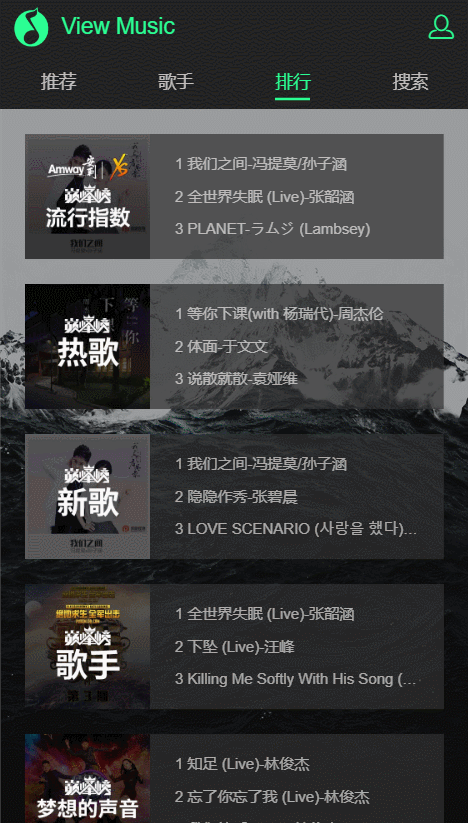 View Music
推荐
歌手
排行
搜索
Amway
巅峰榜
流行指数
我们之间
1 我们之间-冯提莫/孙子涵
2 全世界失眠 (Live)-张韶涵
3 PLANET-ラムジ (Lambsey)
巅峰榜
热歌
1 等你下课(with 杨瑞代)-周杰伦
2 体面-于文文
3 说散就散-袁娅维
巅峰榜
新歌
我们之间
1 我们之间-冯提莫/孙子涵
2 隐隐作秀-张碧晨
3 LOVE SCENARIO (사랑을 했다)...
巅峰榜
歌手
第3期
1 全世界失眠 (Live)-张韶涵
2 下坠 (Live)-汪峰
3 Killing Me Softly With His Song (...
巅峰榜
梦想的声音
1 知足 (Live)-林俊杰
2 忘了你忘了我 (Live)-林俊杰